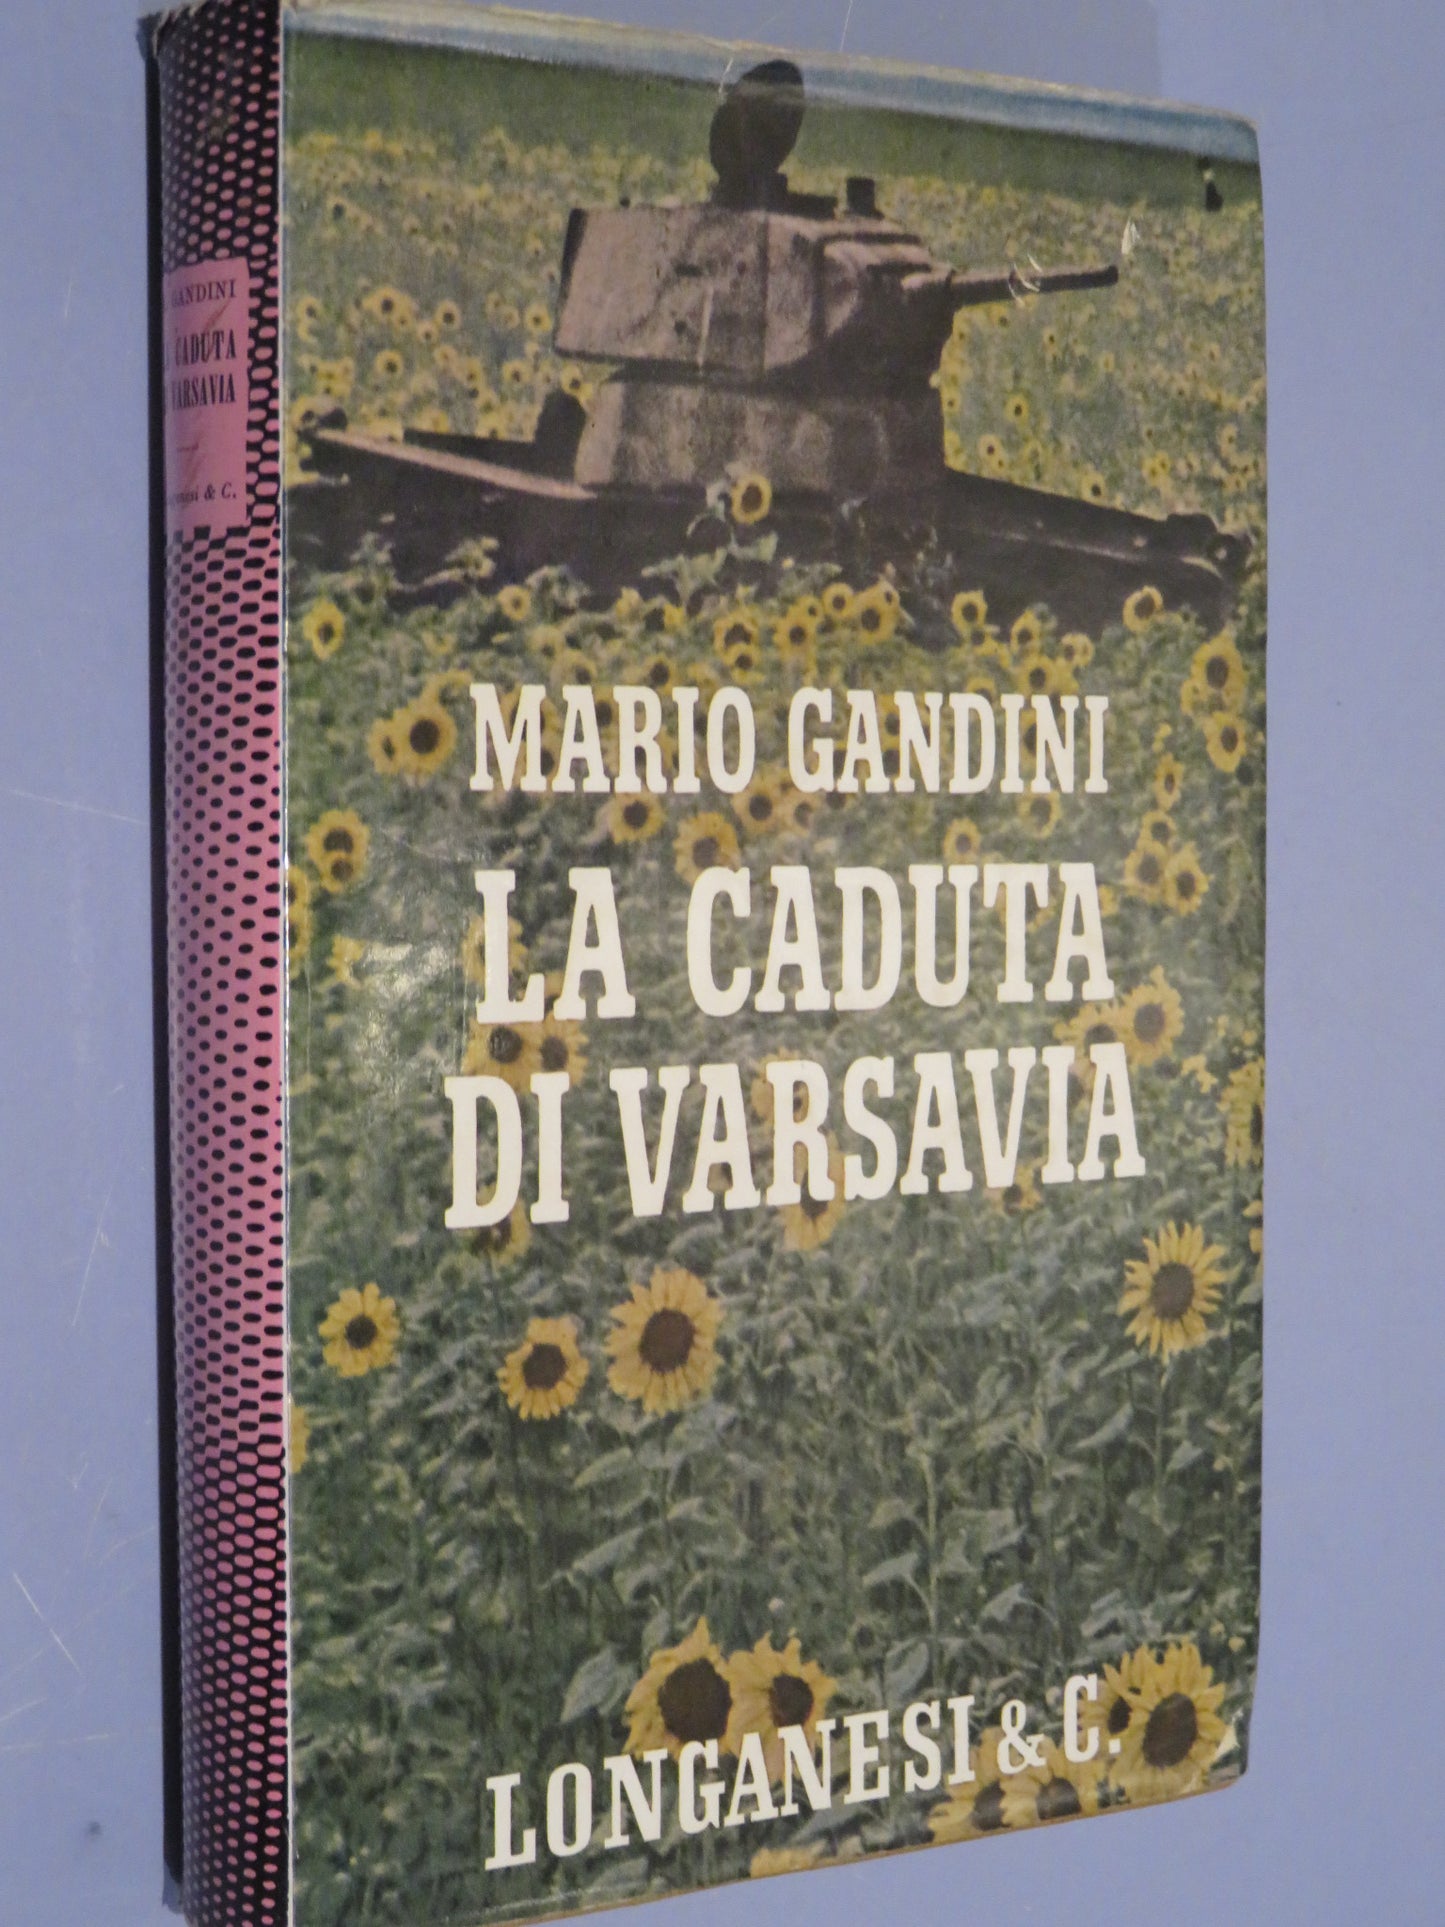 GANDINI
CADUTA
VARSAVIA
& C.
MARIO GANDINI
LA CADUTA
DI VARSAVIA
LONGANESI & C.